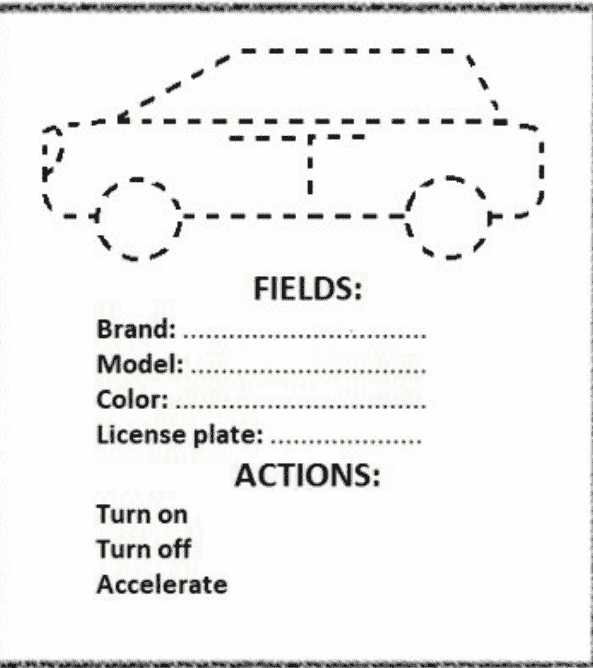 FIELDS:
Brand: ................................
Model: ...............................
Color: .................................
License plate: ....................
ACTIONS:
Turn on
Turn off
Accelerate